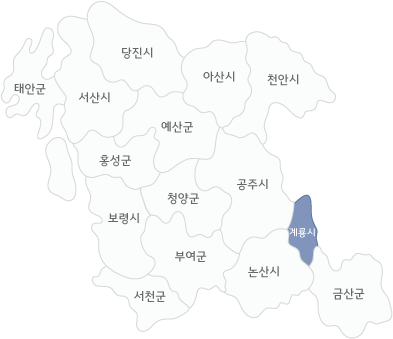 당진시
아산시
천안시
태안군
서산시
예산군
홍성군
공주시
청양군
보령시
계룡시
부여군
논산시
서천군
금산군